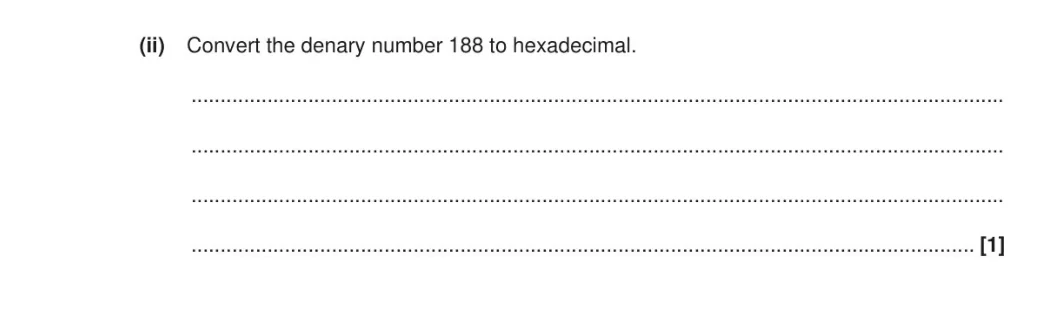 (ii) Convert the denary number 188 to hexadecimal.
[1]